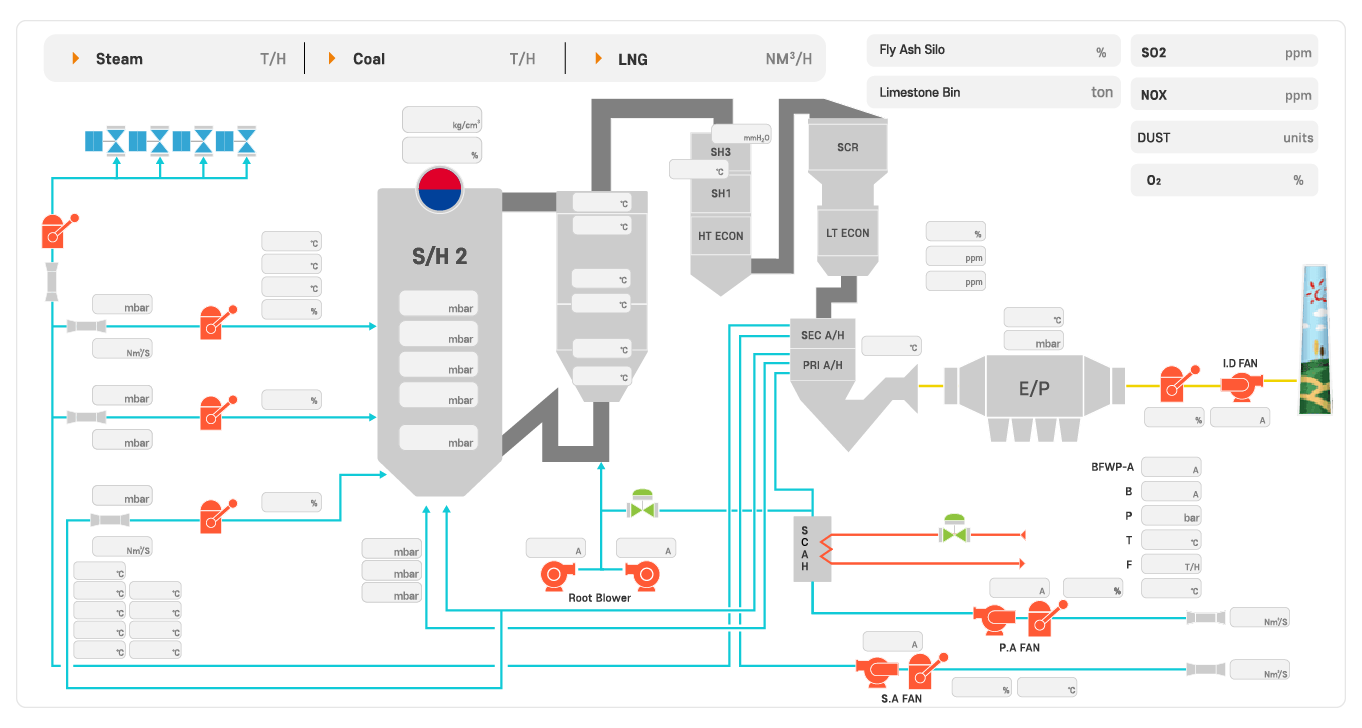 Steam T/H
Coal T/H
LNG NM³/H
Fly Ash Silo %
SO2 ppm
Limestone Bin ton
NOX ppm
DUST units
O₂ %
kg/cm²
%
mmH₂O
SH3
℃
SH1
HT ECON
SCR
LT ECON
℃
℃
℃
℃
℃
℃
S/H 2
mbar
mbar
mbar
mbar
mbar
℃
℃
℃
%
mbar
Nm³/S
mbar
%
mbar
mbar
%
Nm³/S
℃
℃
℃
℃
℃
℃
℃
℃
℃
mbar
mbar
mbar
A
A
Root Blower
%
ppm
ppm
SEC A/H
PRI A/H
℃
℃
mbar
E/P
I.D FAN
%
A
BFWP-A A
B A
P bar
T ℃
F T/H
℃
S
C
A
H
A
%
P.A FAN
Nm³/S
A
S.A FAN
%
℃
Nm³/S